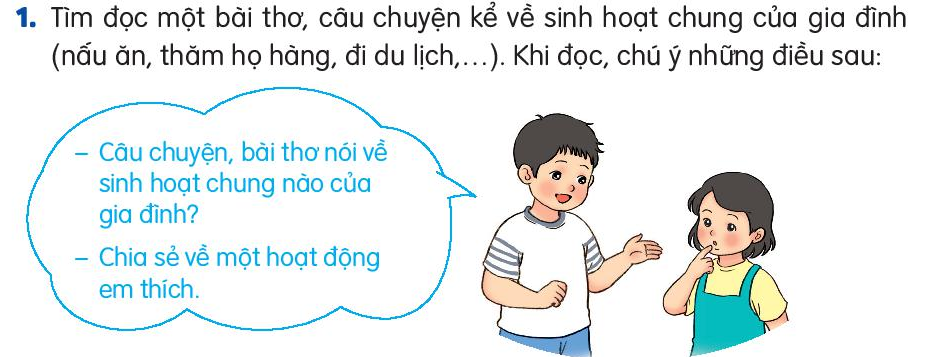 1. Tìm đọc một bài thơ, câu chuyện kể về sinh hoạt chung của gia đình
(nấu ăn, thăm họ hàng, đi du lịch,...). Khi đọc, chú ý những điều sau:
– Câu chuyện, bài thơ nói về
sinh hoạt chung nào của
gia đình?
– Chia sẻ về một hoạt động
em thích.